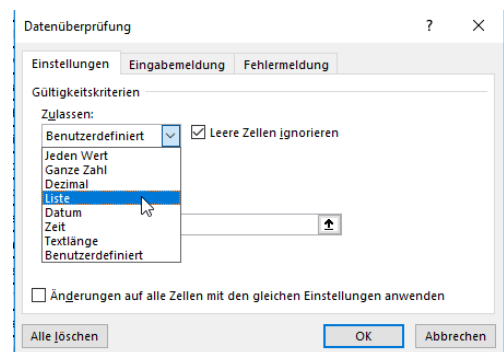 Datenüberprüfung ? ×
Einstellungen Eingabemeldung Fehlermeldung
Gültigkeitskriterien
Zulassen:
Benutzerdefiniert Leere Zellen ignorieren
Jeden Wert
Ganze Zahl
Dezimal
Liste
Datum
Zeit
Textlänge
Benutzerdefiniert
Änderungen auf alle Zellen mit den gleichen Einstellungen anwenden
Alle löschen OK Abbrechen